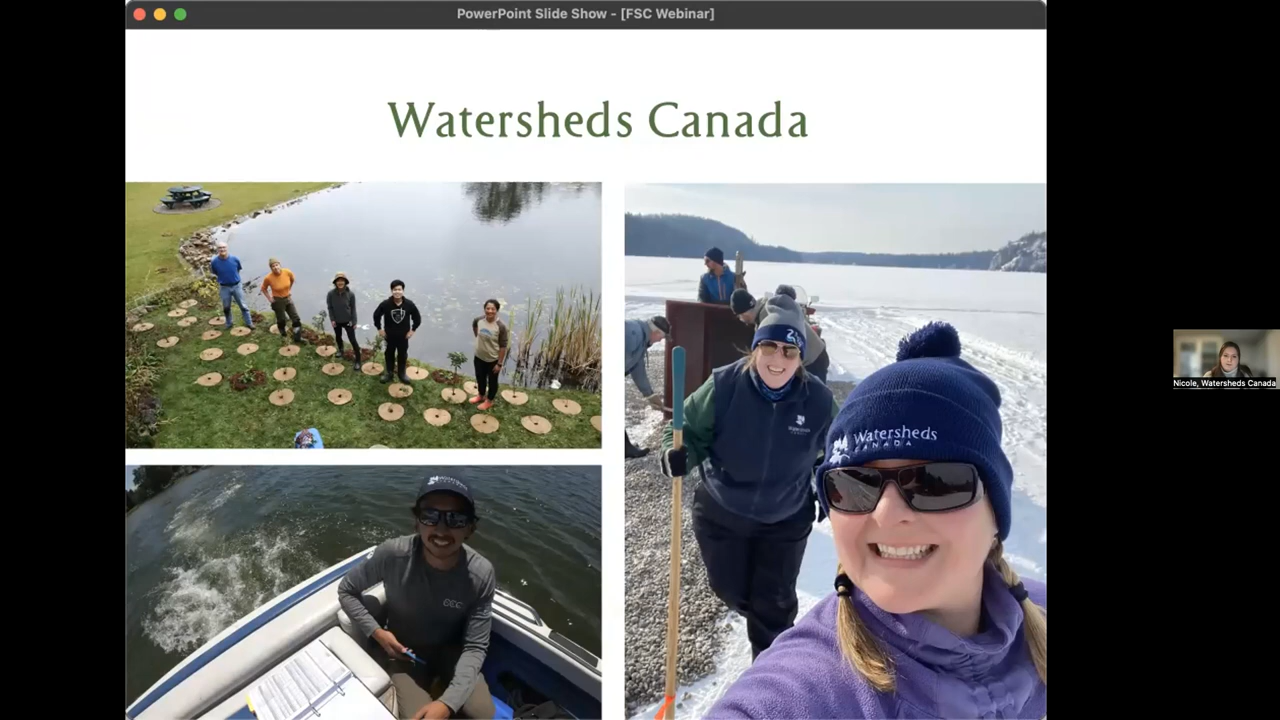 PowerPoint Slide Show - [FSC Webinar]
Watersheds Canada
Watersheds
CANADA
Nicole, Watersheds Canada